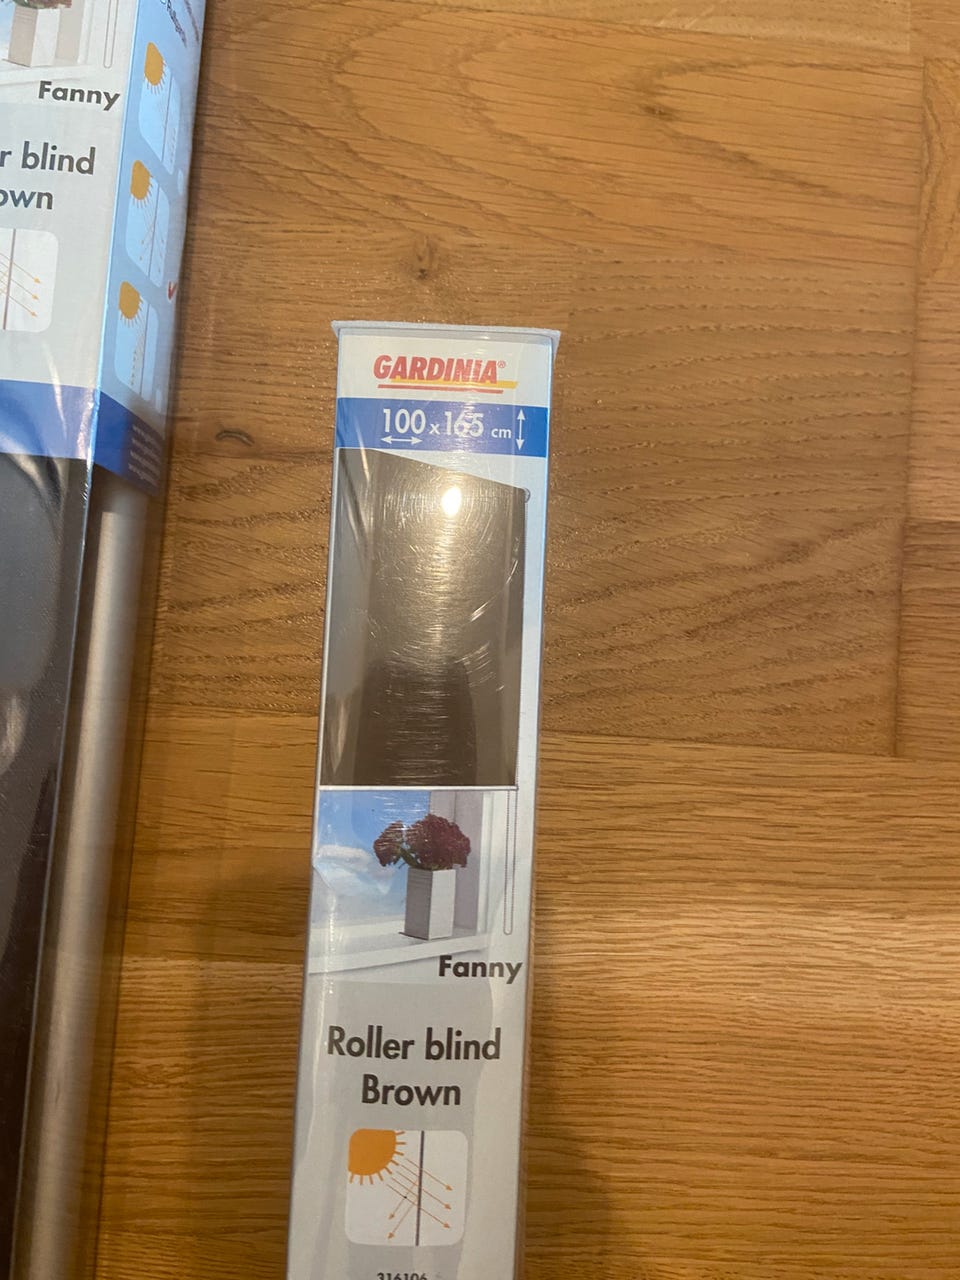 Fanny
r blind
own
GARDINIA®
100 x 165 cm
Fanny
Roller blind
Brown
316106